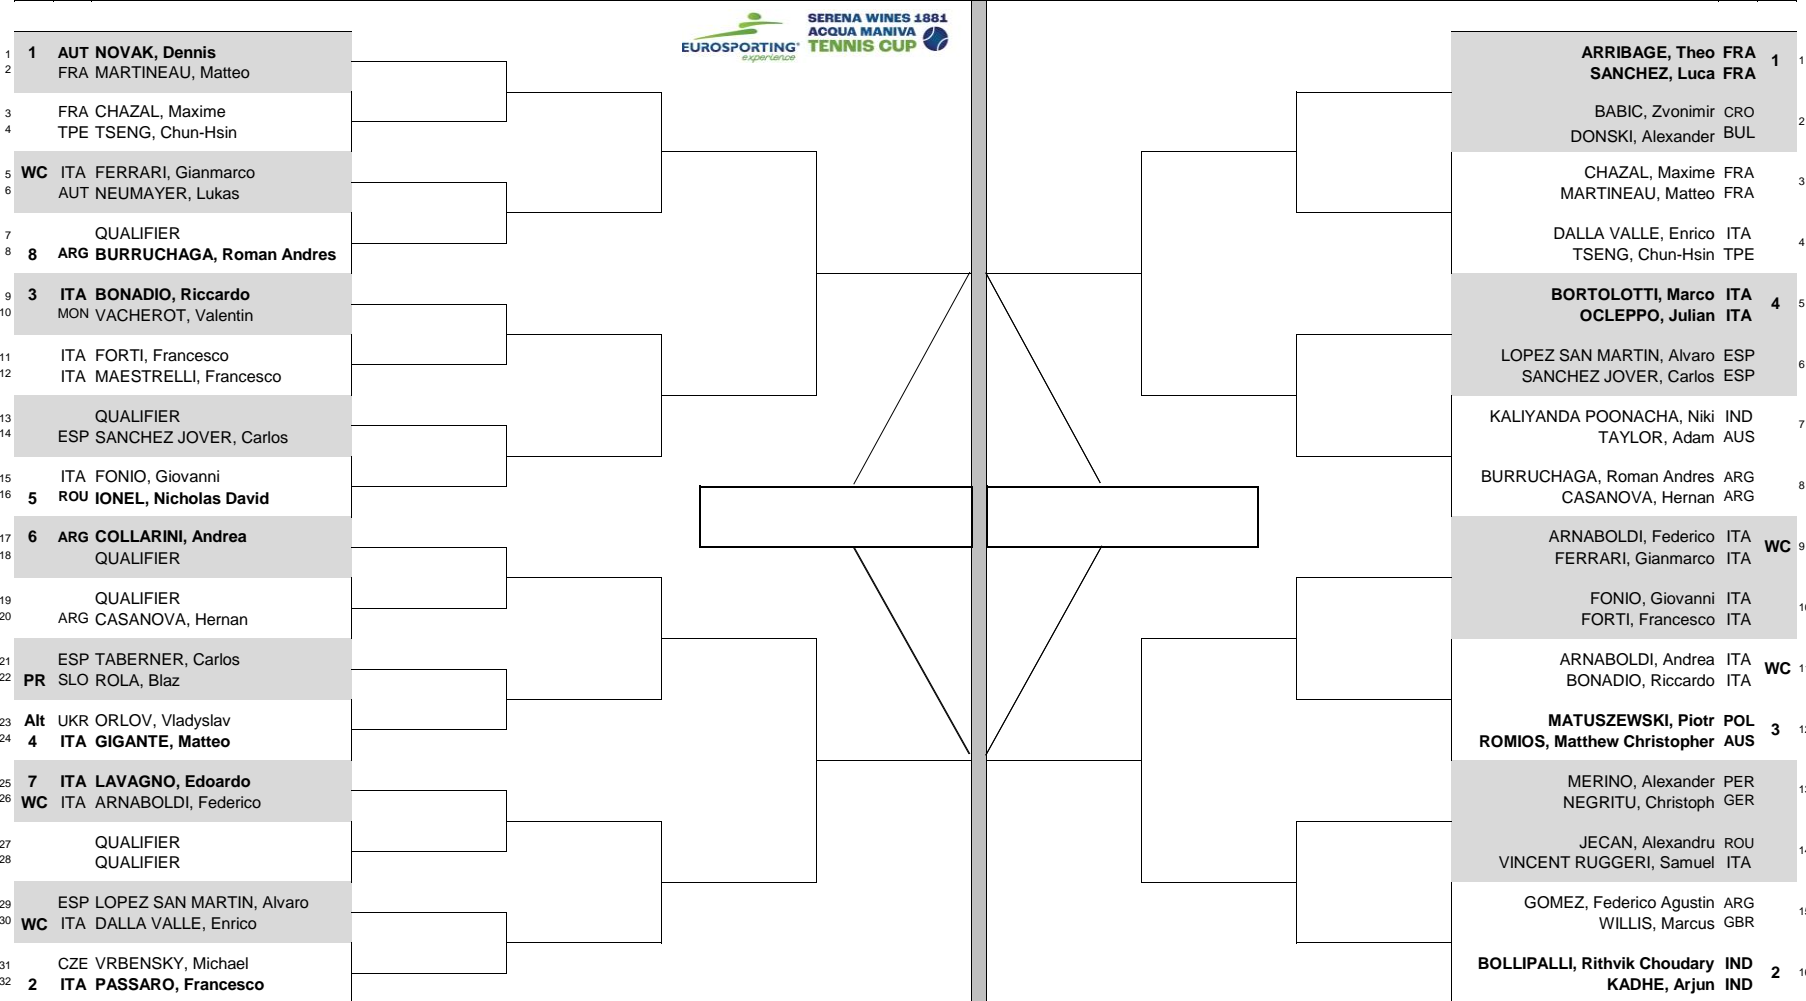 SERENA WINES 1881
ACQUA MANIVA
EUROSPORTING® TENNIS CUP
experience
1 1 AUT NOVAK, Dennis
2 FRA MARTINEAU, Matteo
3 FRA CHAZAL, Maxime
4 TPE TSENG, Chun-Hsin
5 WC ITA FERRARI, Gianmarco
6 AUT NEUMAYER, Lukas
7 QUALIFIER
8 8 ARG BURRUCHAGA, Roman Andres
9 3 ITA BONADIO, Riccardo
10 MON VACHEROT, Valentin
11 ITA FORTI, Francesco
12 ITA MAESTRELLI, Francesco
13 QUALIFIER
14 ESP SANCHEZ JOVER, Carlos
15 ITA FONIO, Giovanni
16 5 ROU IONEL, Nicholas David
17 6 ARG COLLARINI, Andrea
18 QUALIFIER
19 QUALIFIER
20 ARG CASANOVA, Hernan
21 ESP TABERNER, Carlos
22 PR SLO ROLA, Blaz
23 Alt UKR ORLOV, Vladyslav
24 4 ITA GIGANTE, Matteo
25 7 ITA LAVAGNO, Edoardo
26 WC ITA ARNABOLDI, Federico
27 QUALIFIER
28 QUALIFIER
29 ESP LOPEZ SAN MARTIN, Alvaro
30 WC ITA DALLA VALLE, Enrico
31 CZE VRBENSKY, Michael
32 2 ITA PASSARO, Francesco
ARRIBAGE, Theo FRA 1 1
SANCHEZ, Luca FRA
BABIC, Zvonimir CRO 2
DONSKI, Alexander BUL
CHAZAL, Maxime FRA 3
MARTINEAU, Matteo FRA
DALLA VALLE, Enrico ITA 4
TSENG, Chun-Hsin TPE
BORTOLOTTI, Marco ITA 4 5
OCLEPPO, Julian ITA
LOPEZ SAN MARTIN, Alvaro ESP 6
SANCHEZ JOVER, Carlos ESP
KALIYANDA POONACHA, Niki IND 7
TAYLOR, Adam AUS
BURRUCHAGA, Roman Andres ARG 8
CASANOVA, Hernan ARG
ARNABOLDI, Federico ITA WC 9
FERRARI, Gianmarco ITA
FONIO, Giovanni ITA
FORTI, Francesco ITA
ARNABOLDI, Andrea ITA WC
BONADIO, Riccardo ITA
MATUSZEWSKI, Piotr POL 3
ROMIOS, Matthew Christopher AUS
MERINO, Alexander PER
NEGRITU, Christoph GER
JECAN, Alexandru ROU
VINCENT RUGGERI, Samuel ITA
GOMEZ, Federico Agustin ARG
WILLIS, Marcus GBR
BOLLIPALLI, Rithvik Choudary IND 2
KADHE, Arjun IND